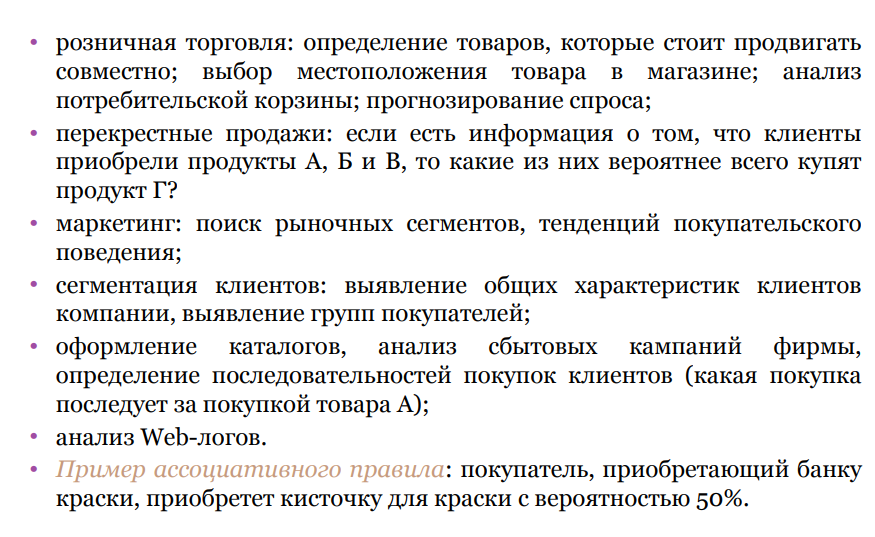 • розничная торговля: определение товаров, которые стоит продвигать
совместно; выбор местоположения товара в магазине; анализ
потребительской корзины; прогнозирование спроса;
• перекрестные продажи: если есть информация о том, что клиенты
приобрели продукты А, Б и В, то какие из них вероятнее всего купят
продукт Г?
• маркетинг: поиск рыночных сегментов, тенденций покупательского
поведения;
• сегментация клиентов: выявление общих характеристик клиентов
компании, выявление групп покупателей;
• оформление каталогов, анализ сбытовых кампаний фирмы,
определение последовательностей покупок клиентов (какая покупка
последует за покупкой товара А);
• анализ Web-логов.
• Пример ассоциативного правила: покупатель, приобретающий банку
краски, приобретет кисточку для краски с вероятностью 50%.